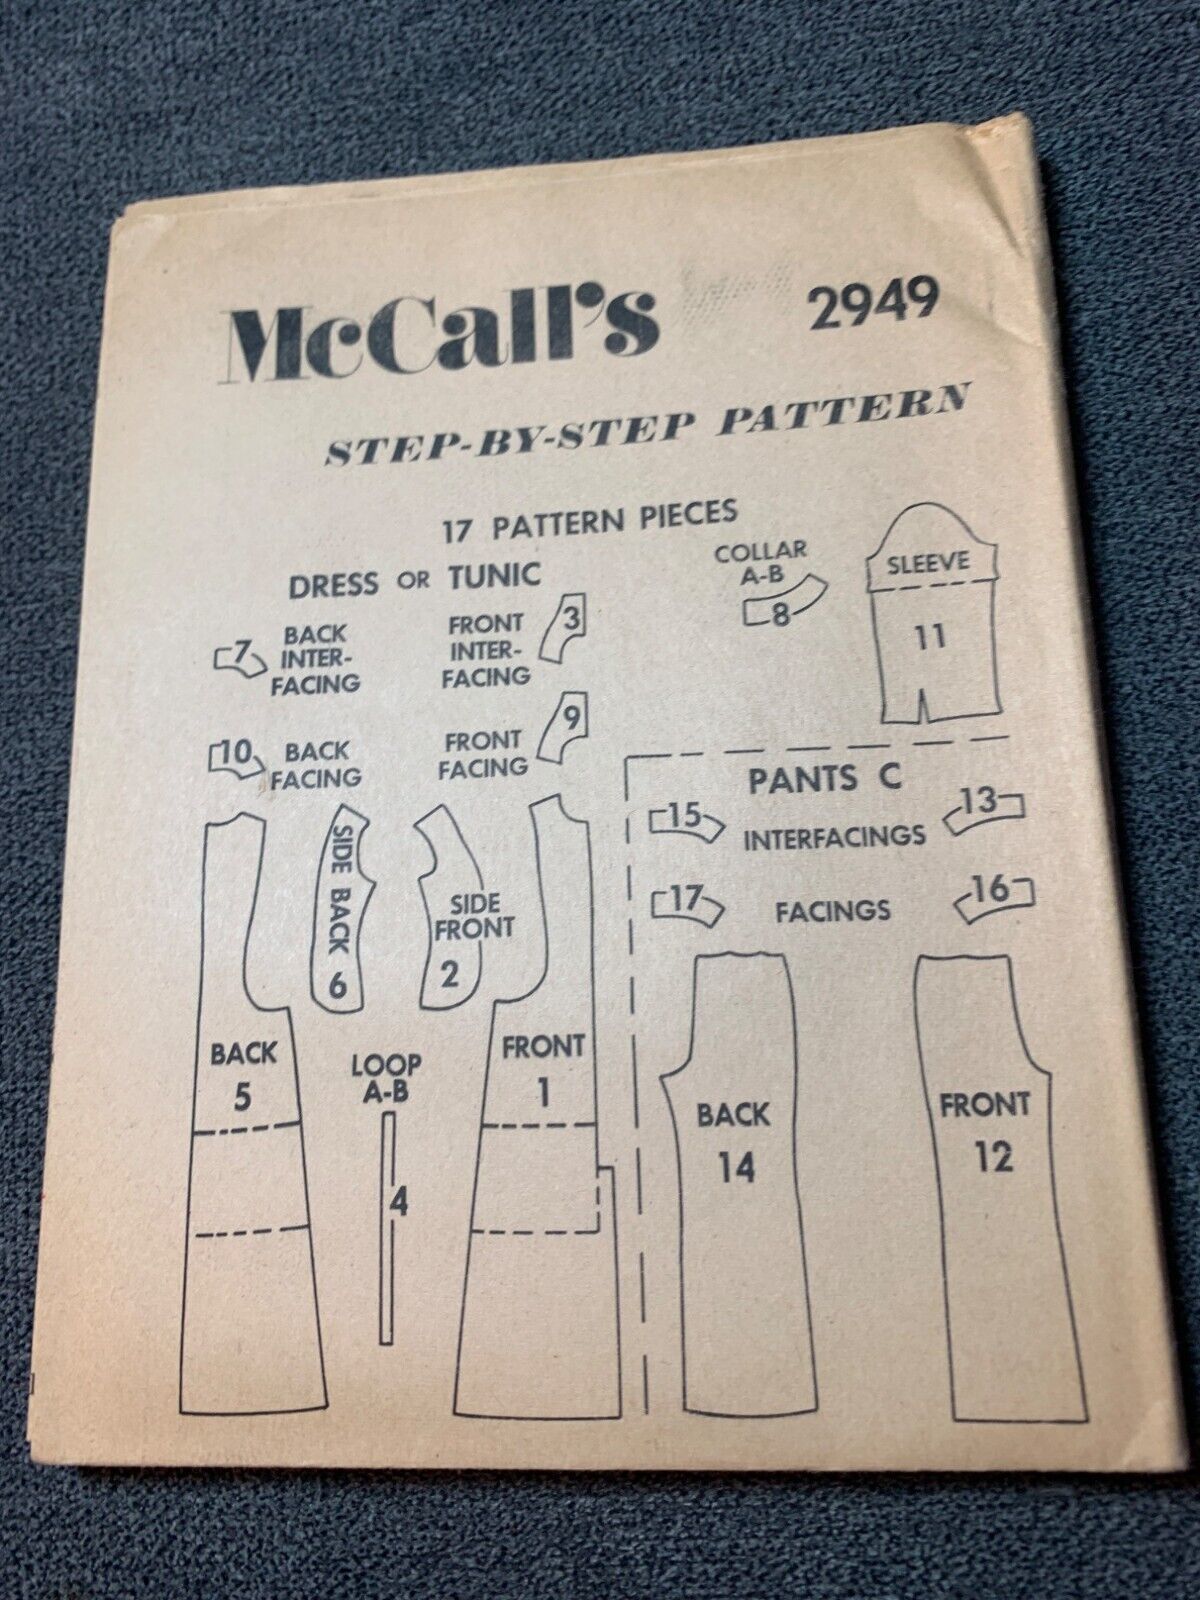 McCall's 2949
STEP-BY-STEP PATTERN
17 PATTERN PIECES
DRESS OR TUNIC
7
BACK
INTER-
FACING
FRONT
INTER-
FACING
3
COLLAR
A-B
8
SLEEVE
11
10
BACK
FACING
FRONT
FACING
9
SIDE BACK
6
SIDE
FRONT
2
BACK
5
LOOP
A-B
4
FRONT
1
PANTS C
15
INTERFACINGS
13
17
FACINGS
16
BACK
14
FRONT
12